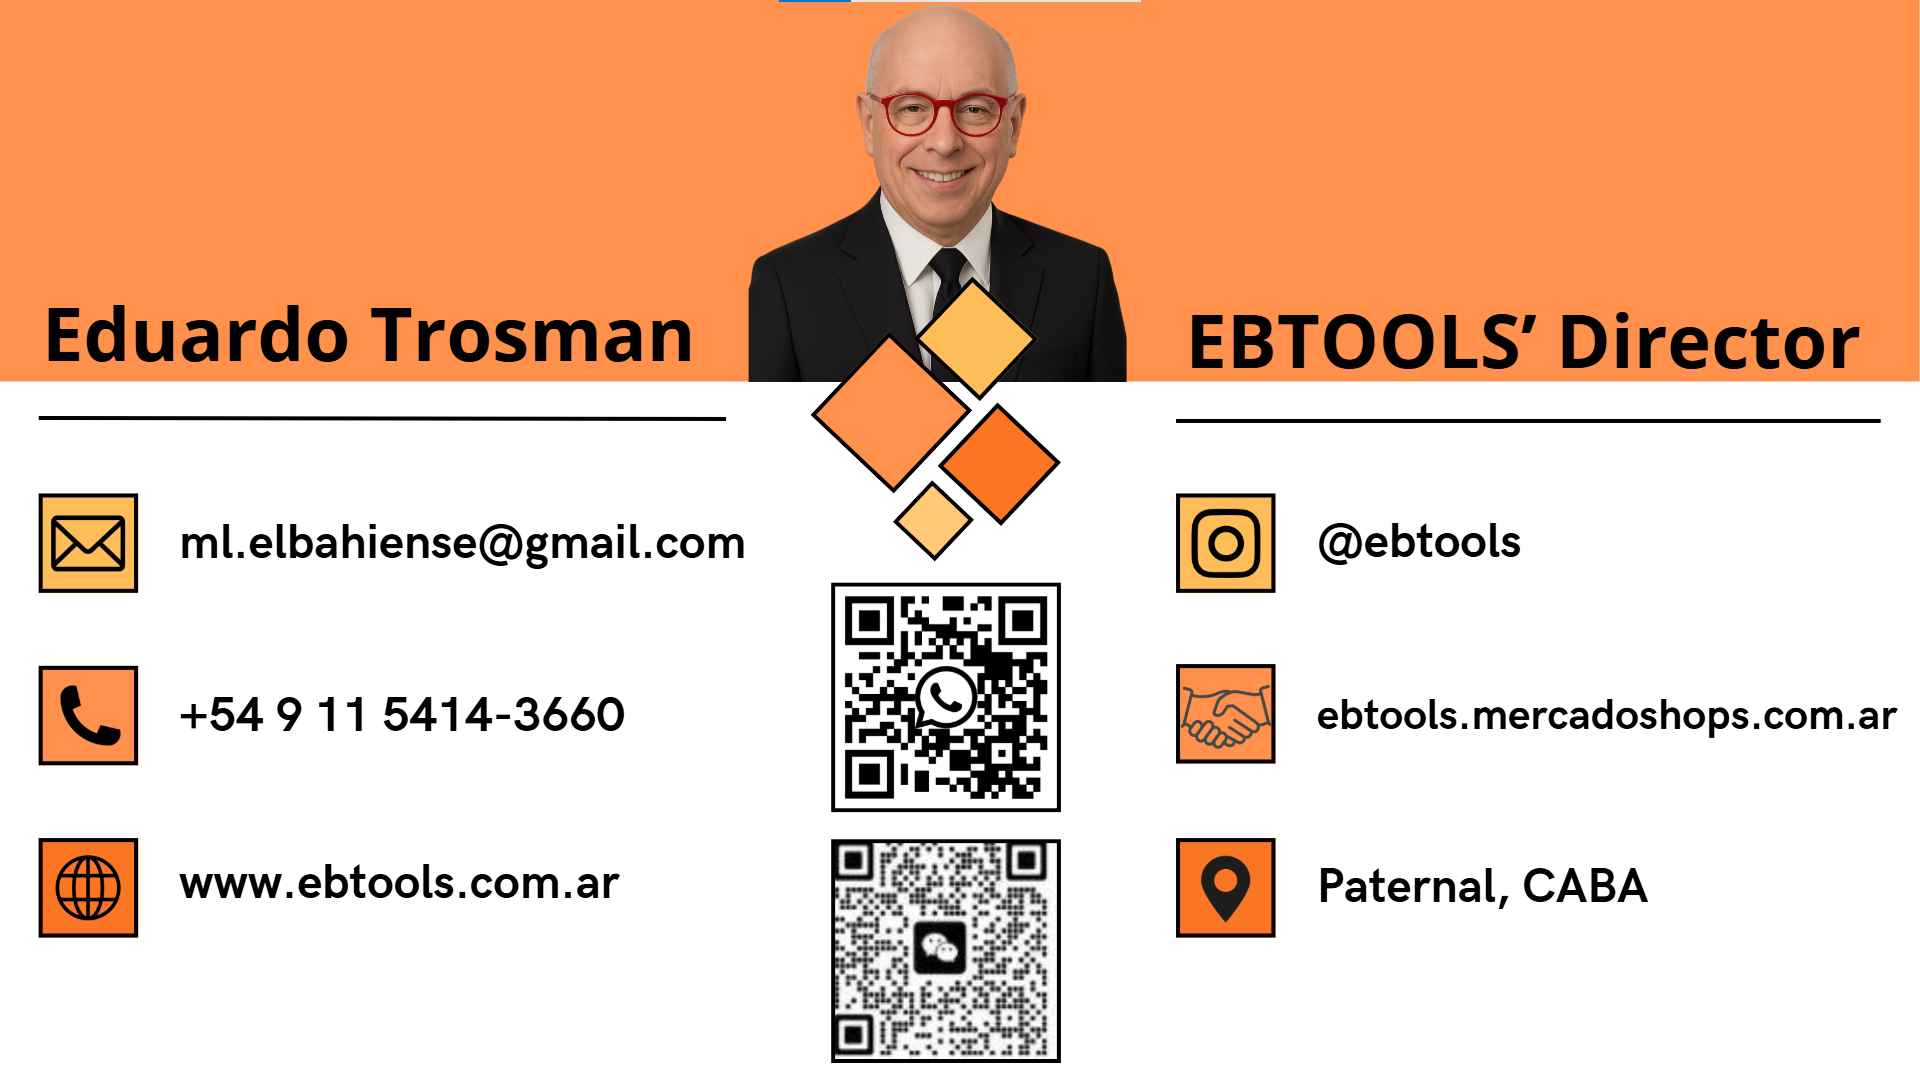 Eduardo Trosman
EBTOOLS’ Director
ml.elbahiense@gmail.com
+54 9 11 5414-3660
www.ebtools.com.ar
@ebtools
ebtools.mercadoshops.com.ar
Paternal, CABA